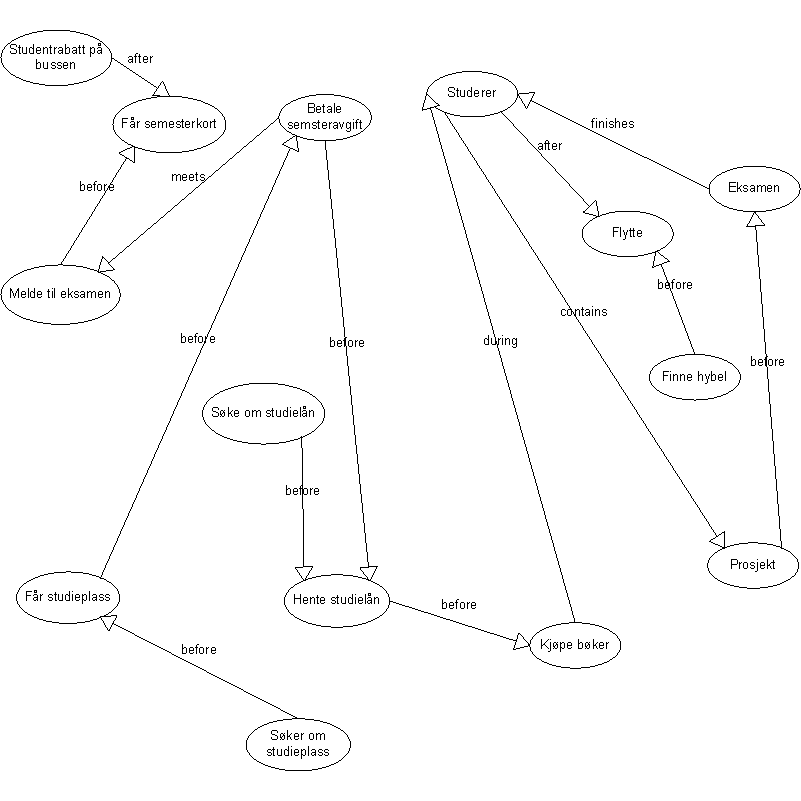 Studentrabatt på
bussen
after
Får semesterkort
before
Melde til eksamen
meets
Betale
semsteravgift
before
before
Søke om studielån
before
Får studieplass
before
Søker om
studieplass
Hente studielån
before
Kjøpe bøker
during
Studerer
after
finishes
Eksamen
Flytte
before
Finne hybel
contains
before
Prosjekt